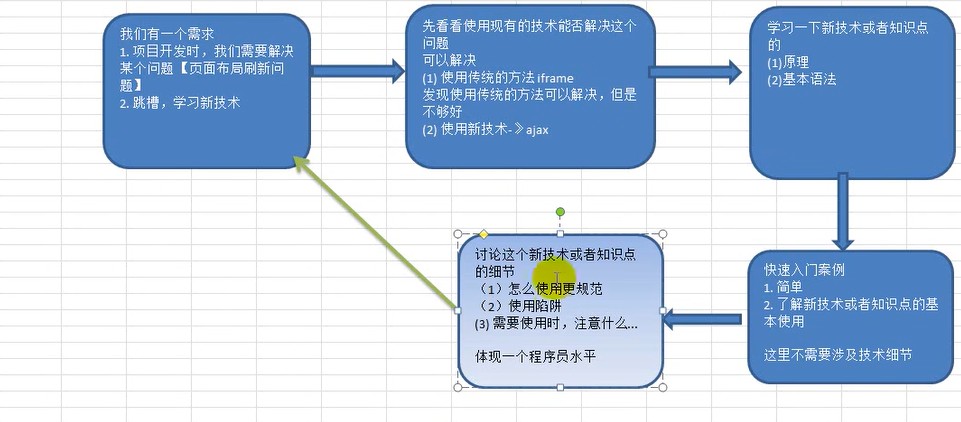 我们有一个需求
1. 项目开发时，我们需要解决
某个问题【页面布局刷新问
题】
2. 跳槽，学习新技术
先看看使用现有的技术能否解决这个
问题
可以解决
(1) 使用传统的方法 iframe
发现使用传统的方法可以解决，但是
不够好
(2) 使用新技术-》ajax
学习一下新技术或者知识点
的
(1)原理
(2)基本语法
快速入门案例
1. 简单
2. 了解新技术或者知识点的基
本使用
这里不需要涉及技术细节
讨论这个新技术或者知识点
的细节
（1）怎么使用更规范
（2）使用陷阱
(3) 需要使用时，注意什么...
体现一个程序员水平